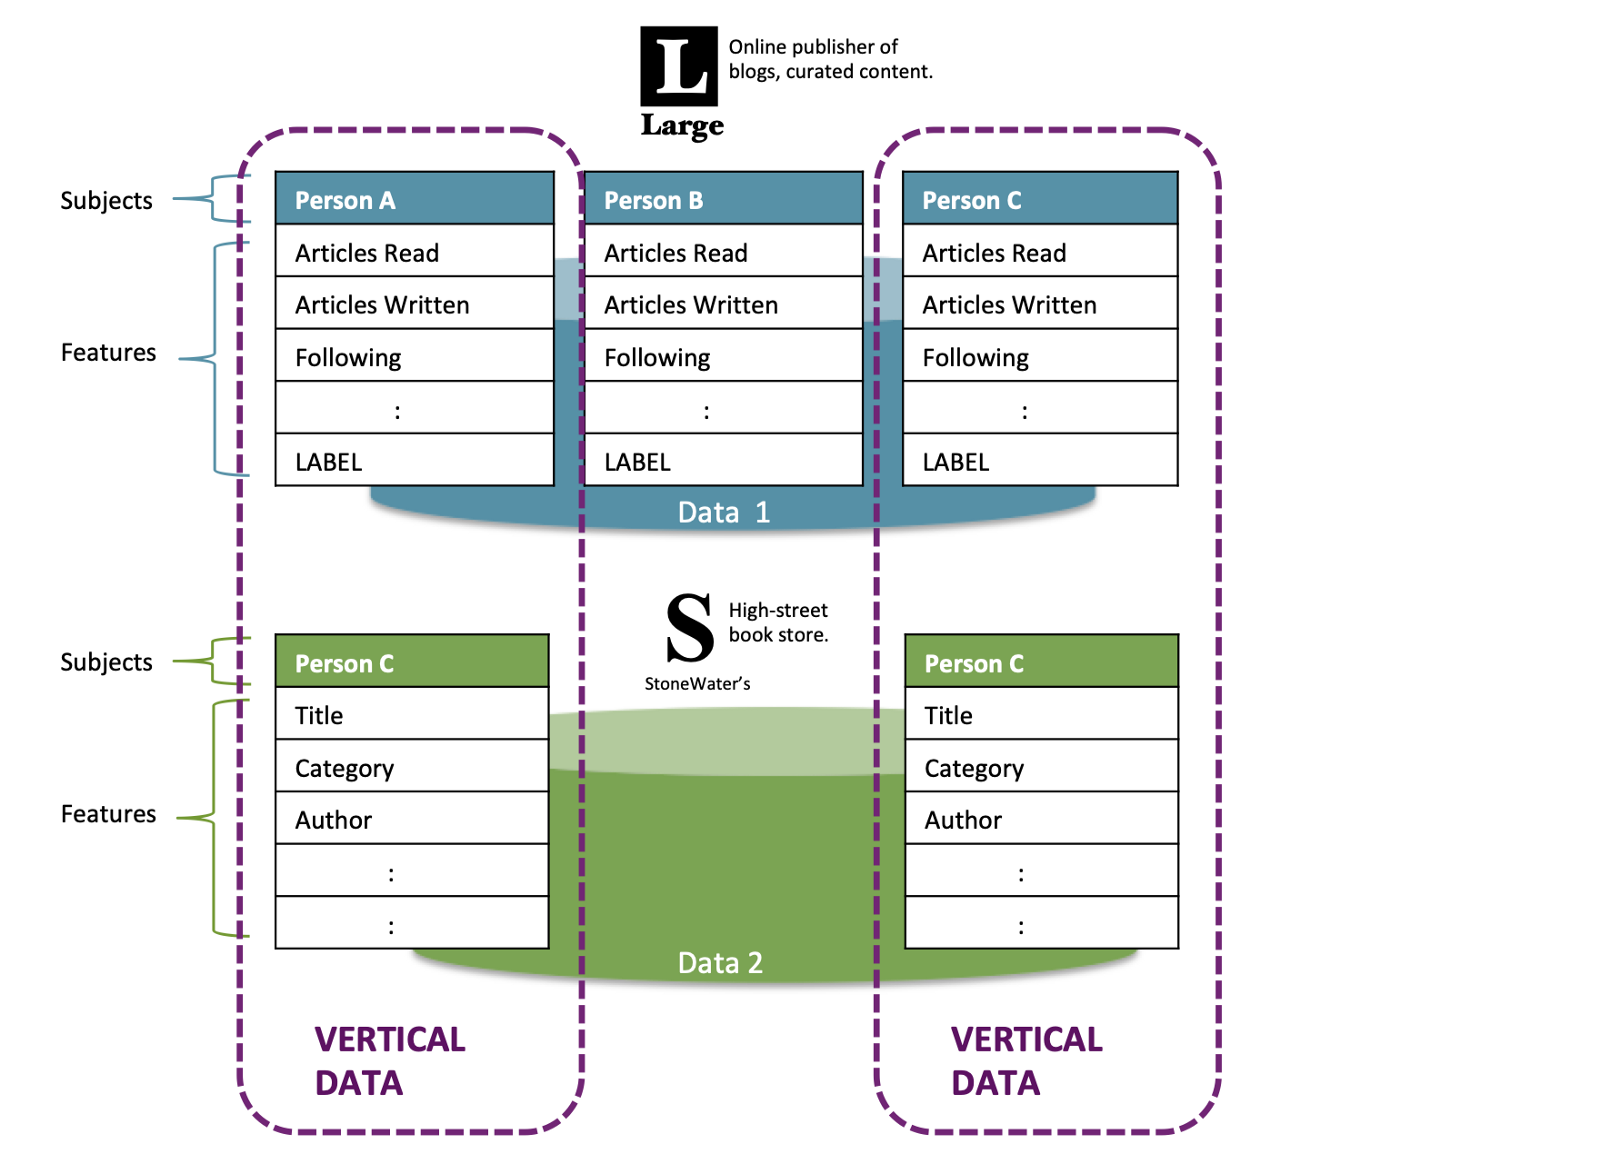 L
Online publisher of
blogs, curated content.
Large
Subjects
Person A
Person B
Person C
Features
Articles Read
Articles Read
Articles Read
Articles Written
Articles Written
Articles Written
Following
Following
Following
:
:
:
LABEL
LABEL
LABEL
Data 1
S
High-street
book store.
StoneWater's
Subjects
Person C
Person C
Features
Title
Title
Category
Category
Author
Author
:
:
:
:
Data 2
VERTICAL
DATA
VERTICAL
DATA